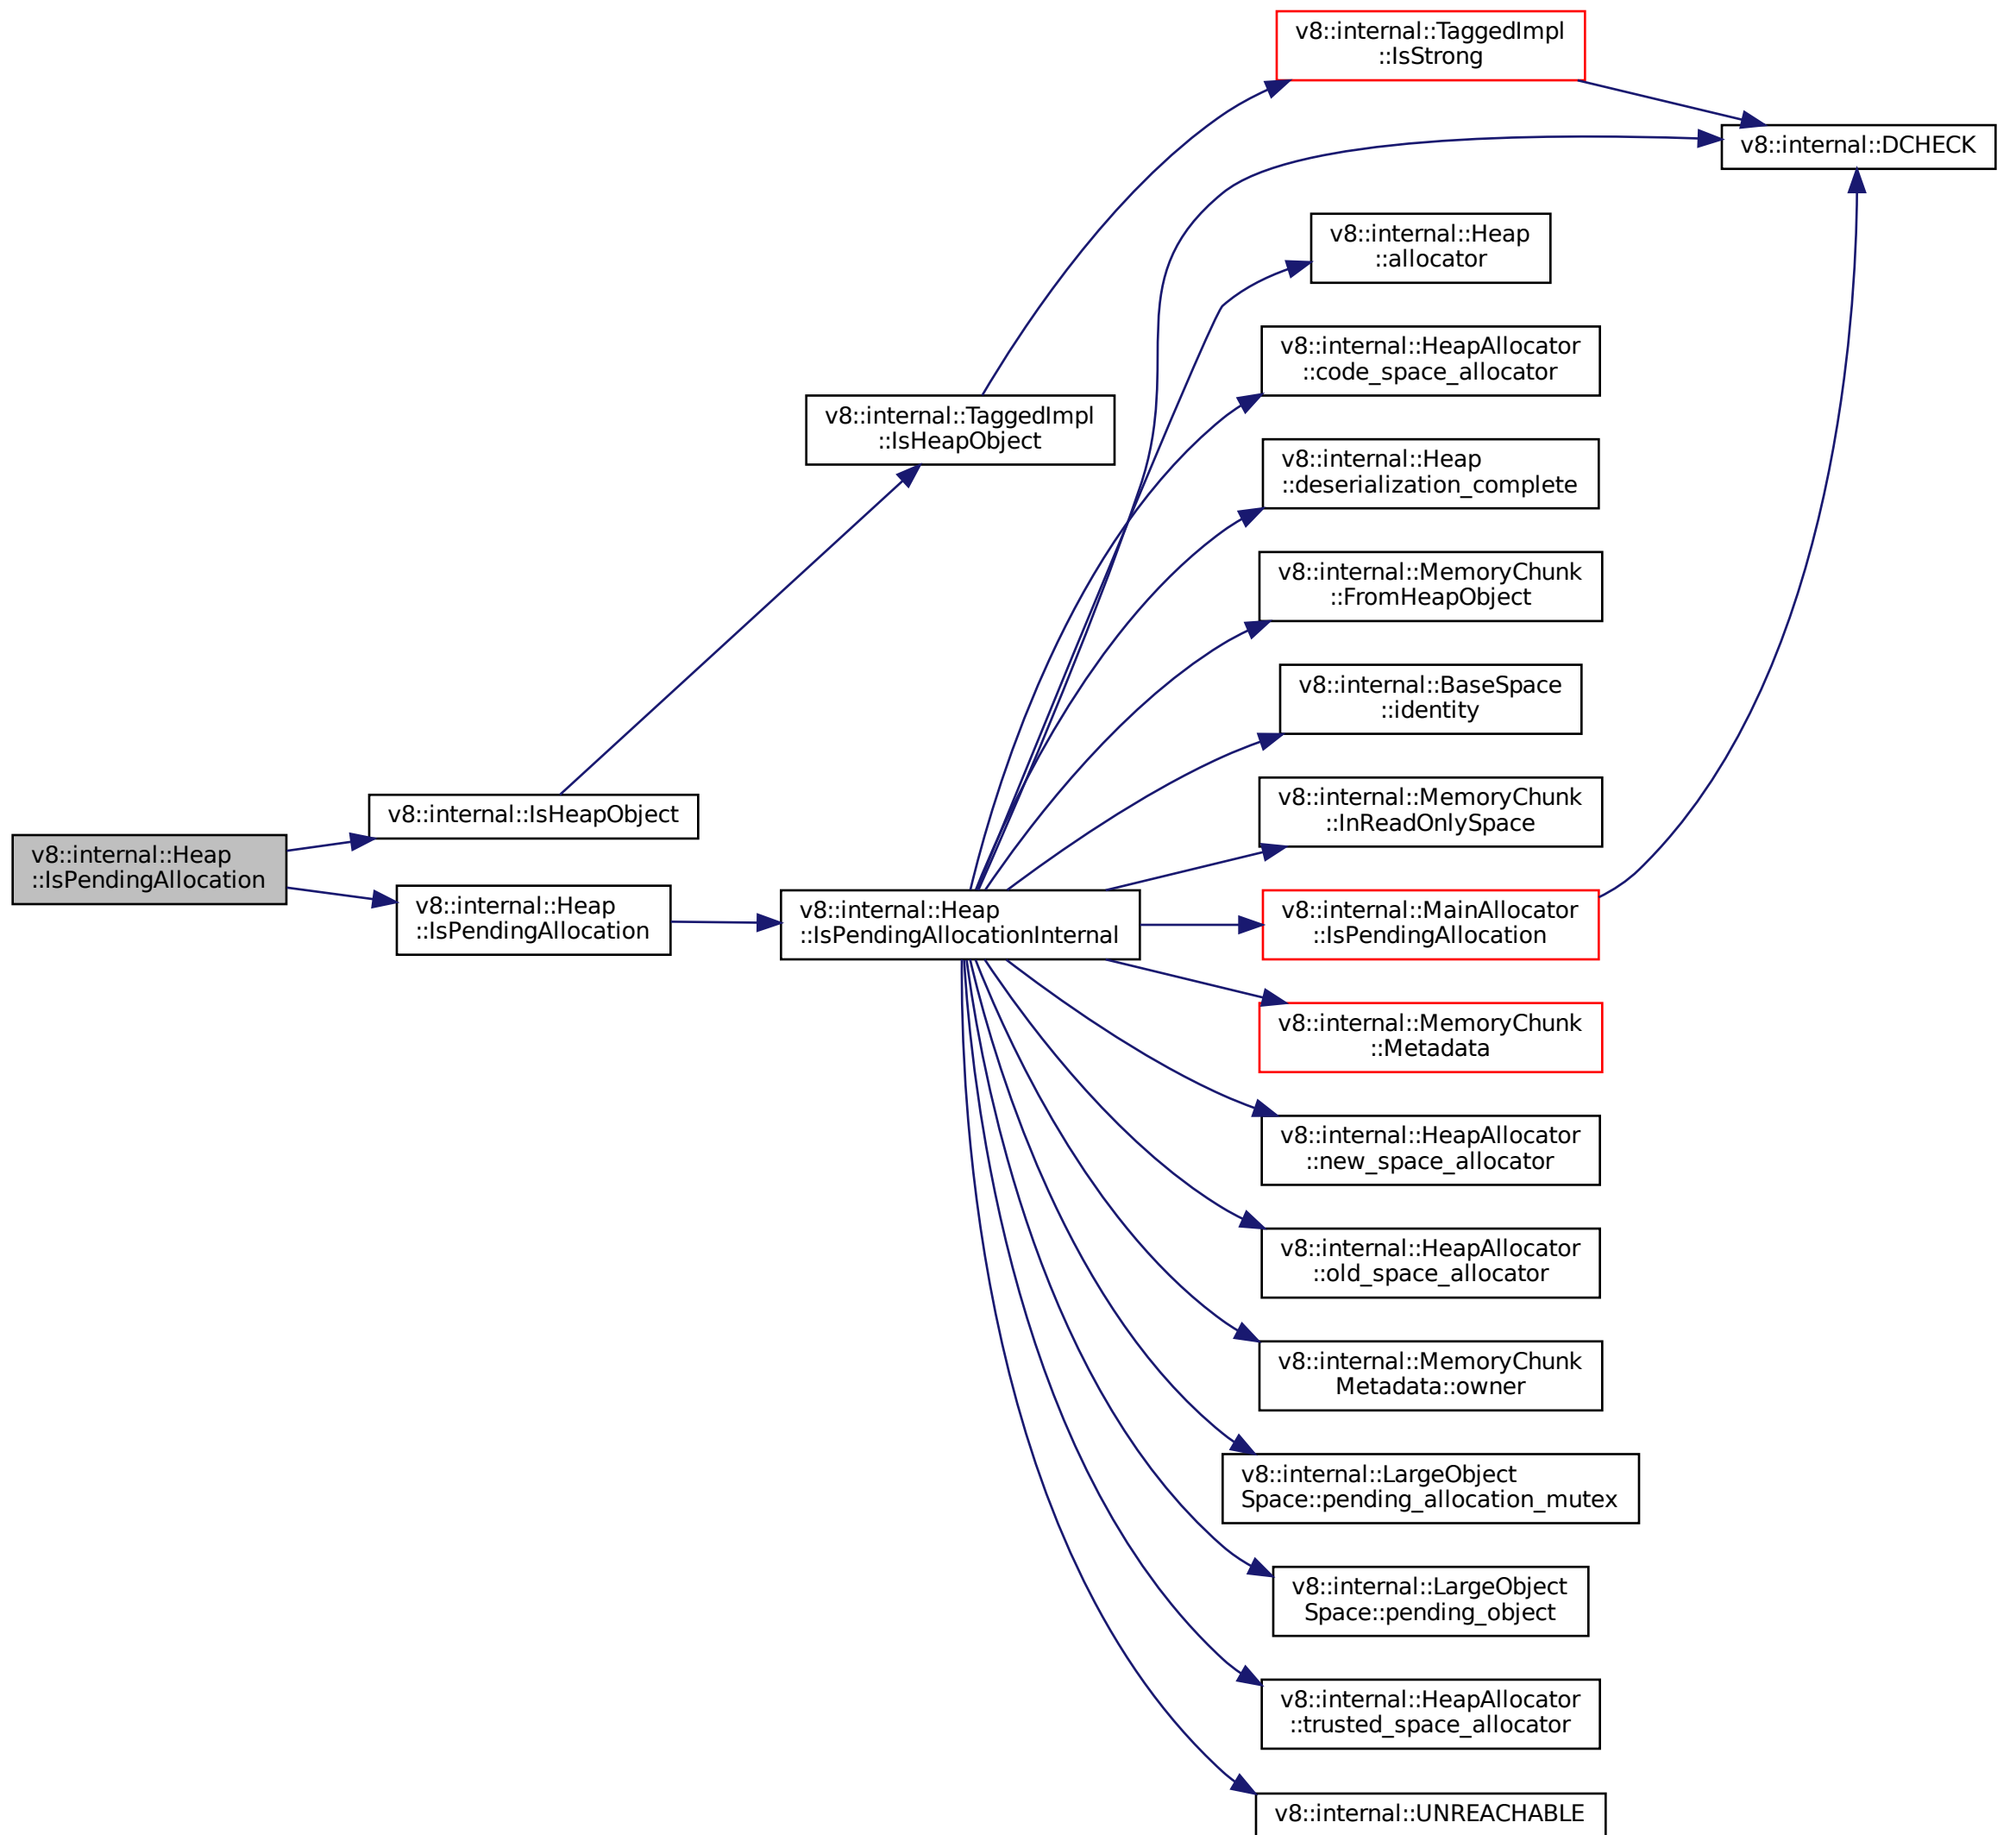 v8::internal::TaggedImpl
::IsStrong
v8::internal::DCHECK
v8::internal::Heap
::allocator
v8::internal::HeapAllocator
::code_space_allocator
v8::internal::TaggedImpl
::IsHeapObject
v8::internal::Heap
::deserialization_complete
v8::internal::MemoryChunk
::FromHeapObject
v8::internal::BaseSpace
::identity
v8::internal::IsHeapObject
v8::internal::MemoryChunk
::InReadOnlySpace
v8::internal::Heap
::IsPendingAllocation
v8::internal::Heap
::IsPendingAllocation
v8::internal::Heap
::IsPendingAllocationInternal
v8::internal::MainAllocator
::IsPendingAllocation
v8::internal::MemoryChunk
::Metadata
v8::internal::HeapAllocator
::new_space_allocator
v8::internal::HeapAllocator
::old_space_allocator
v8::internal::MemoryChunk
Metadata::owner
v8::internal::LargeObject
Space::pending_allocation_mutex
v8::internal::LargeObject
Space::pending_object
v8::internal::HeapAllocator
::trusted_space_allocator
v8::internal::UNREACHABLE